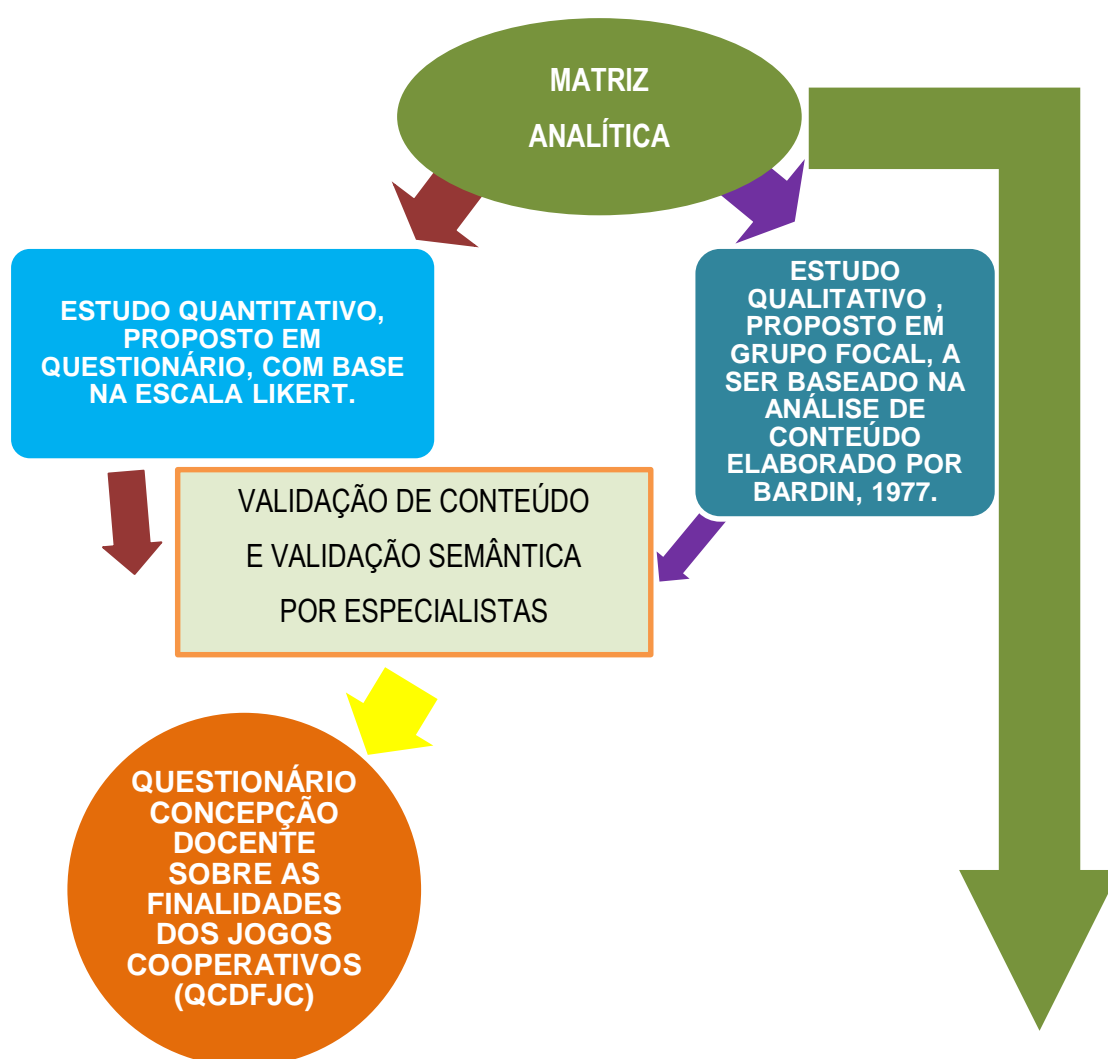 MATRIZ
ANALÍTICA
ESTUDO QUANTITATIVO,
PROPOSTO EM
QUESTIONÁRIO, COM BASE
NA ESCALA LIKERT.
ESTUDO
QUALITATIVO ,
PROPOSTO EM
GRUPO FOCAL, A
SER BASEADO NA
ANÁLISE DE
CONTEÚDO
ELABORADO POR
BARDIN, 1977.
VALIDAÇÃO DE CONTEÚDO
E VALIDAÇÃO SEMÂNTICA
POR ESPECIALISTAS
QUESTIONÁRIO
CONCEPÇÃO
DOCENTE
SOBRE AS
FINALIDADES
DOS JOGOS
COOPERATIVOS
(QCDFJC)